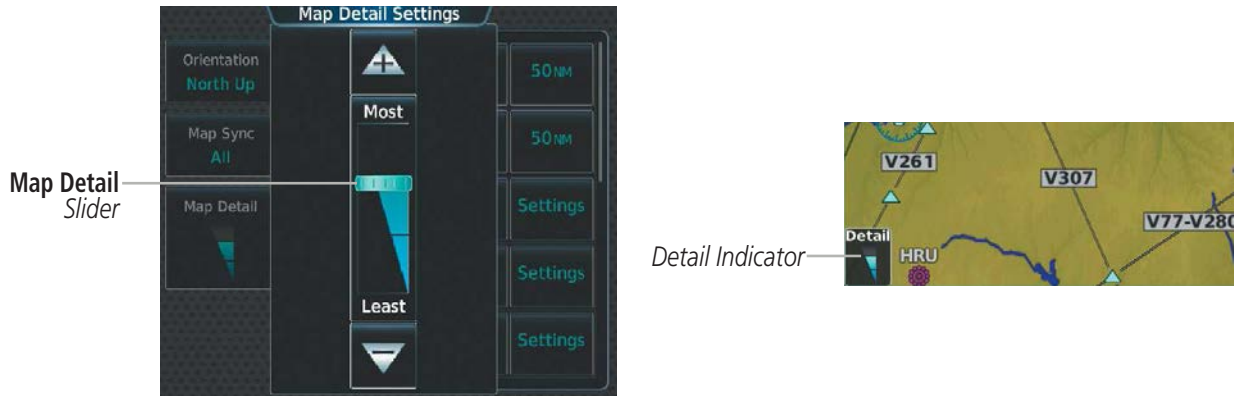 Map Detail Settings
Orientation
North Up
Map Sync
All
Map Detail
Most
Least
50NM
50NM
Settings
Settings
Settings
Map Detail
Slider
Detail Indicator
V261
V307
V77-V280
Detail
HRU